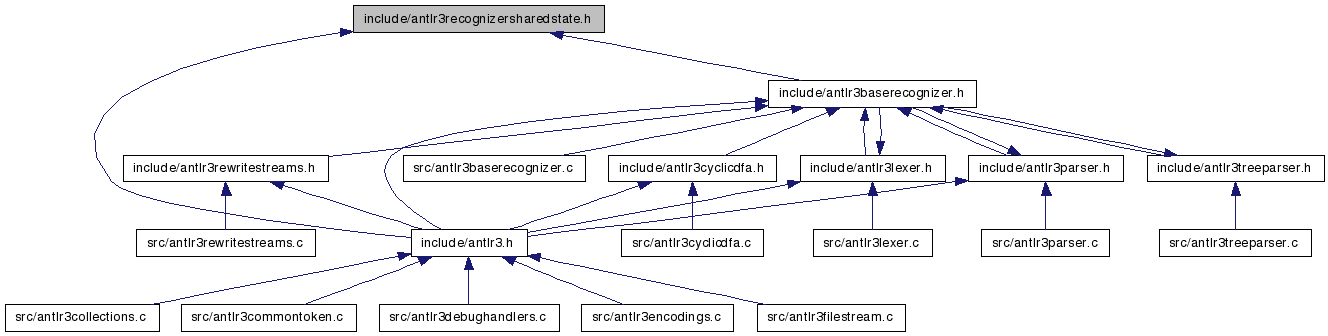 include/antlr3recognizersharedstate.h
include/antlr3baserecognizer.h
include/antlr3rewritestreams.h
src/antlr3baserecognizer.c
include/antlr3cyclicdfa.h
include/antlr3lexer.h
include/antlr3parser.h
include/antlr3treeparser.h
src/antlr3rewritestreams.c
include/antlr3.h
src/antlr3cyclicdfa.c
src/antlr3lexer.c
src/antlr3parser.c
src/antlr3treeparser.c
src/antlr3collections.c
src/antlr3commontoken.c
src/antlr3debughandlers.c
src/antlr3encodings.c
src/antlr3filestream.c